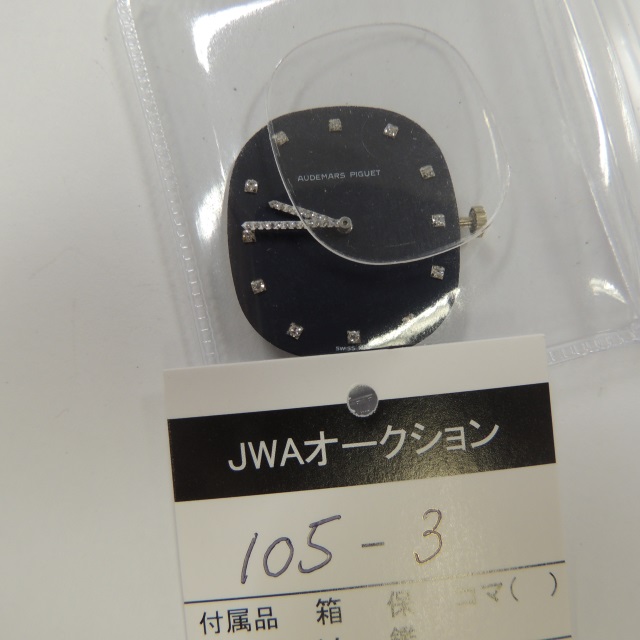 AUDEMARS PIGUET
SWISS
JWAオークション
105-3
付属品 箱 保 コマ( )